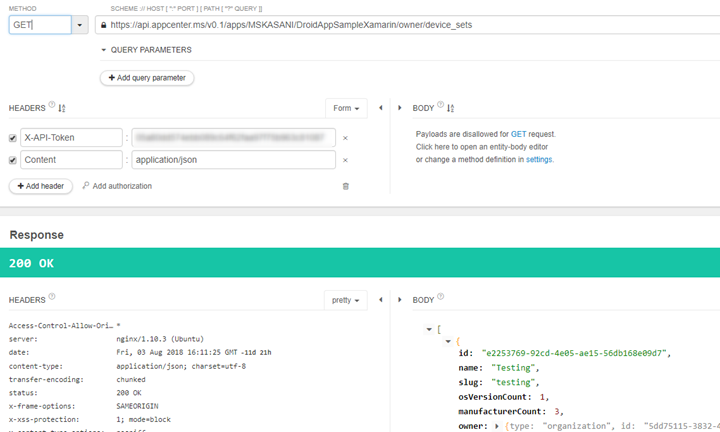 METHOD
SCHEME :// HOST [ ":" PORT ] [ PATH [ "?" QUERY ]]
GET
https://api.appcenter.ms/v0.1/apps/MSKASANI/DroidAppSampleXamarin/owner/device_sets
QUERY PARAMETERS
Add query parameter
HEADERS
Form
BODY
X-API-Token :
Content : application/json
Add header
Add authorization
Payloads are disallowed for GET request.
Click here to open an entity-body editor
or change a method definition in settings.
Response
200 OK
HEADERS
pretty
BODY
Access-Control-Allow-Ori... *
server: nginx/1.10.3 (Ubuntu)
date: Fri, 03 Aug 2018 16:11:25 GMT -11d 21h
content-type: application/json; charset=utf-8
transfer-encoding: chunked
status: 200 OK
x-frame-options: SAMEORIGIN
x-xss-protection: 1; mode=block
[
{
id: "e2253769-92cd-4e05-ae15-56db168e09d7",
name: "Testing",
slug: "testing",
osVersionCount: 1,
manufacturerCount: 3,
owner: {type: "organization", id: "5dd75115-3832-4